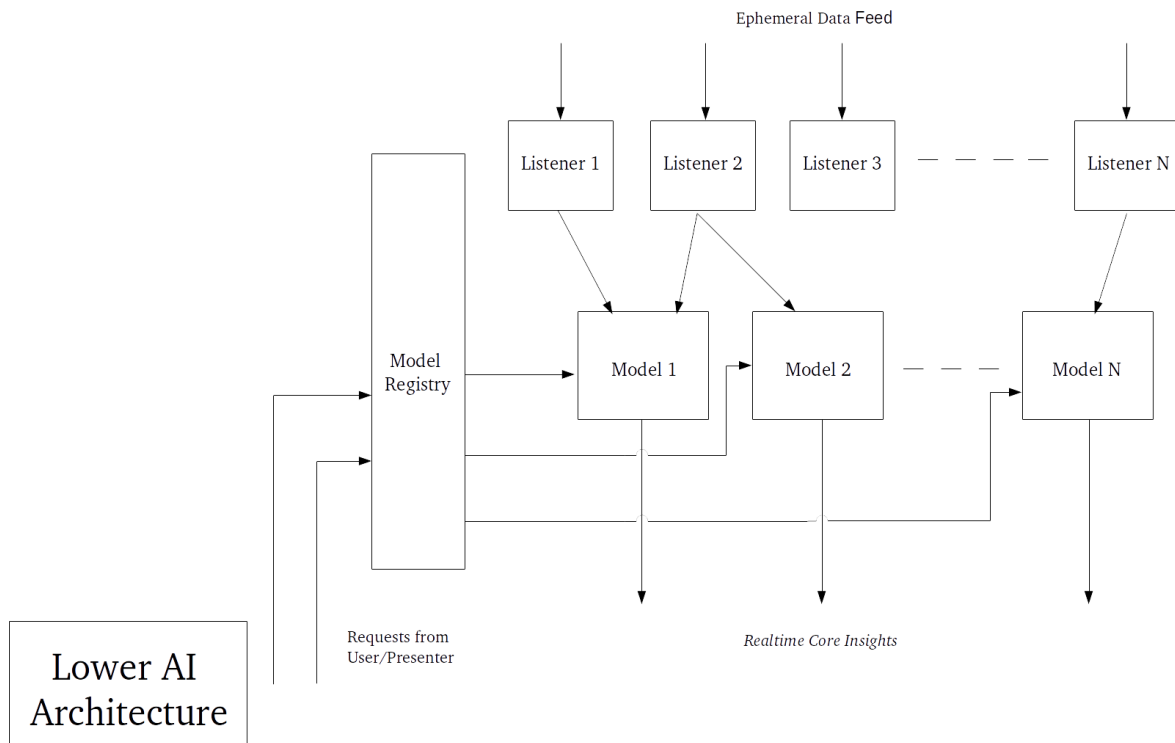 Ephemeral Data Feed
Listener 1
Listener 2
Listener 3
Listener N
Model
Registry
Model 1
Model 2
Model N
Requests from
User/Presenter
Realtime Core Insights
Lower AI
Architecture